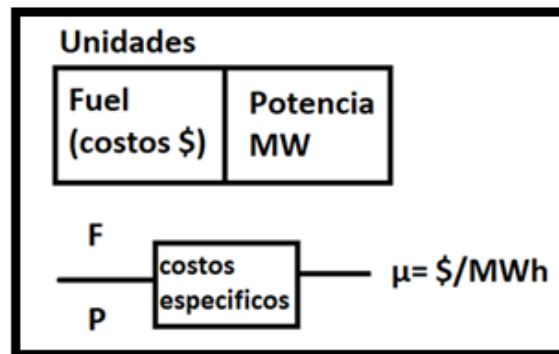 Unidades
Fuel
(costos $)
Potencia
MW
F
P
costos
especificos
µ= $/MWh